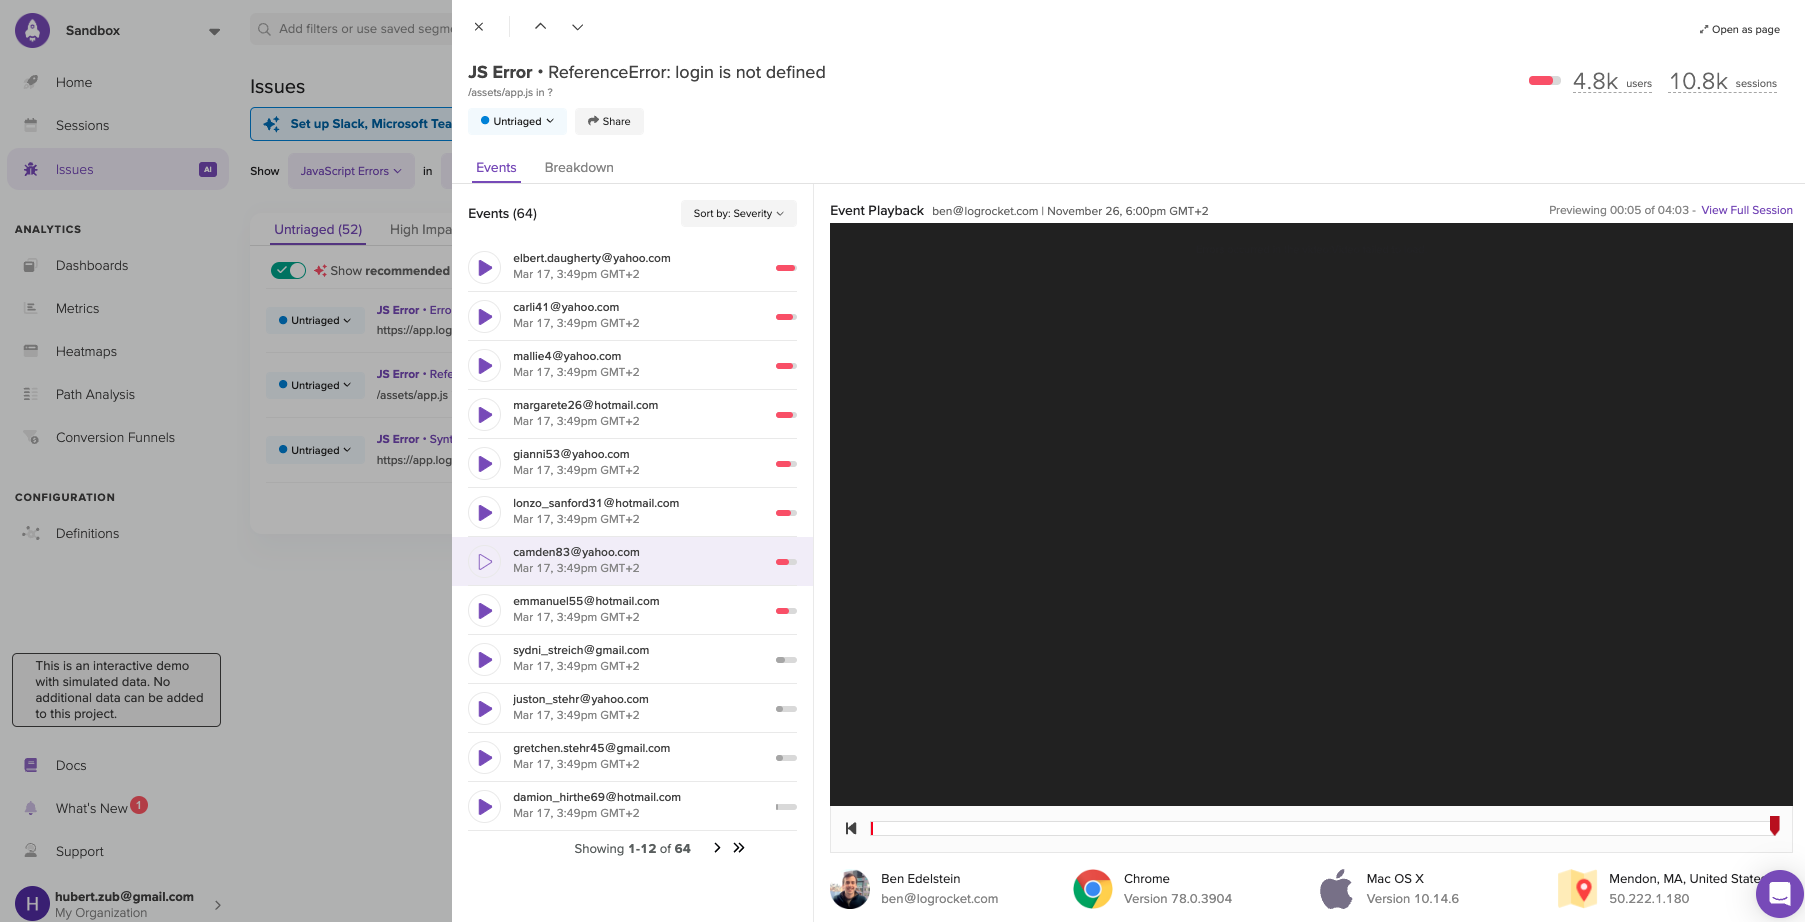 Sandbox
Home
Sessions
Issues
AI
ANALYTICS
Dashboards
Metrics
Heatmaps
Path Analysis
Conversion Funnels
CONFIGURATION
Definitions
This is an interactive demo
with simulated data. No
additional data can be added
to this project.
Docs
What's New 1
Support
H
hubert.zub@gmail.com
My Organization
Add filters or use saved segme
Issues
Set up Slack, Microsoft Tea
Show JavaScript Errors in
Untriaged (52) High Impa
Show recommended
Untriaged
JS Error • Erro
https://app.log
Untriaged
JS Error • Refe
/assets/app.js
Untriaged
JS Error • Synt
https://app.log
Open as page
JS Error • ReferenceError: login is not defined
/assets/app.js in ?
4.8k users 10.8k sessions
Untriaged Share
Events Breakdown
Events (64) Sort by: Severity
elbert.daugherty@yahoo.com
Mar 17, 3:49pm GMT+2
carli41@yahoo.com
Mar 17, 3:49pm GMT+2
mallie4@yahoo.com
Mar 17, 3:49pm GMT+2
margarete26@hotmail.com
Mar 17, 3:49pm GMT+2
gianni53@yahoo.com
Mar 17, 3:49pm GMT+2
lonzo_sanford31@hotmail.com
Mar 17, 3:49pm GMT+2
camden83@yahoo.com
Mar 17, 3:49pm GMT+2
emmanuel55@hotmail.com
Mar 17, 3:49pm GMT+2
sydni_streich@gmail.com
Mar 17, 3:49pm GMT+2
juston_stehr@yahoo.com
Mar 17, 3:49pm GMT+2
gretchen.stehr45@gmail.com
Mar 17, 3:49pm GMT+2
damion_hirthe69@hotmail.com
Mar 17, 3:49pm GMT+2
Showing 1-12 of 64
Event Playback ben@logrocket.com | November 26, 6:00pm GMT+2
Previewing 00:05 of 04:03 - View Full Session
Ben Edelstein
ben@logrocket.com
Chrome
Version 78.0.3904
Mac OS X
Version 10.14.6
Mendon, MA, United States
50.222.1.180